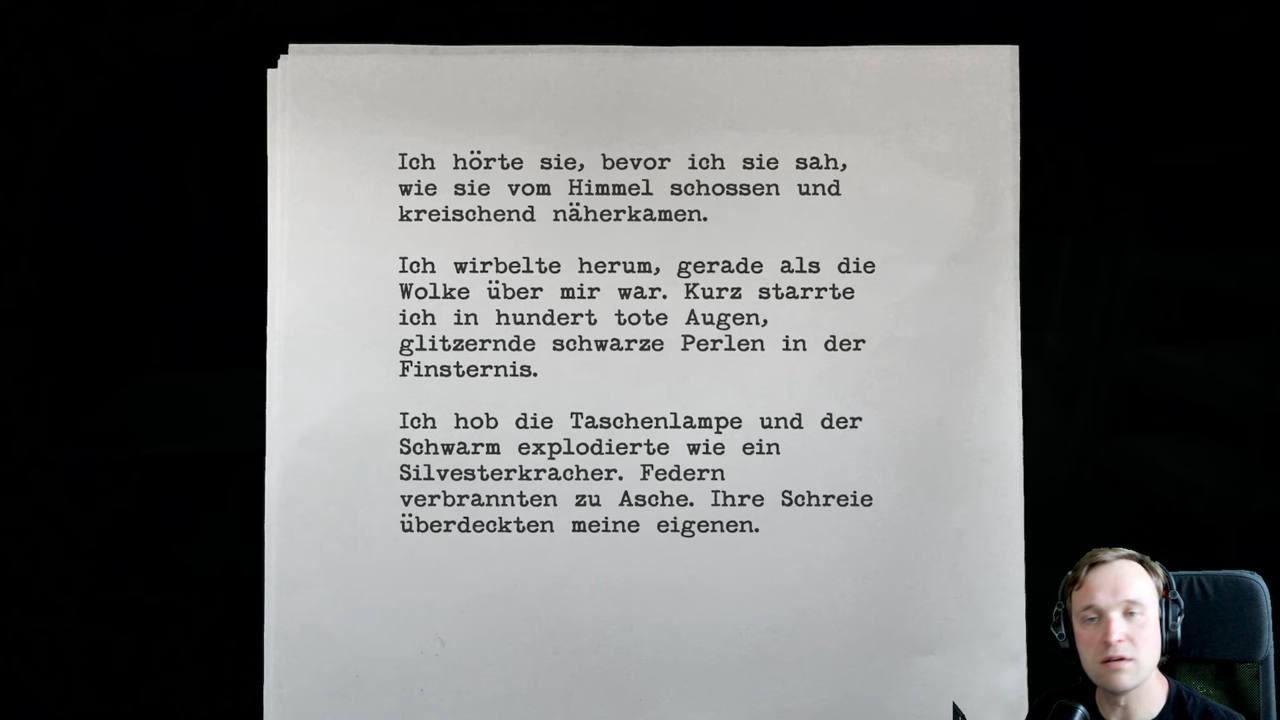 Ich hörte sie, bevor ich sie sah,
wie sie vom Himmel schossen und
kreischend näherkamen.
Ich wirbelte herum, gerade als die
Wolke über mir war. Kurz starrte
ich in hundert tote Augen,
glitzernde schwarze Perlen in der
Finsternis.
Ich hob die Taschenlampe und der
Schwarm explodierte wie ein
Silvesterkracher. Federn
verbrannten zu Asche. Ihre Schreie
überdeckten meine eigenen.